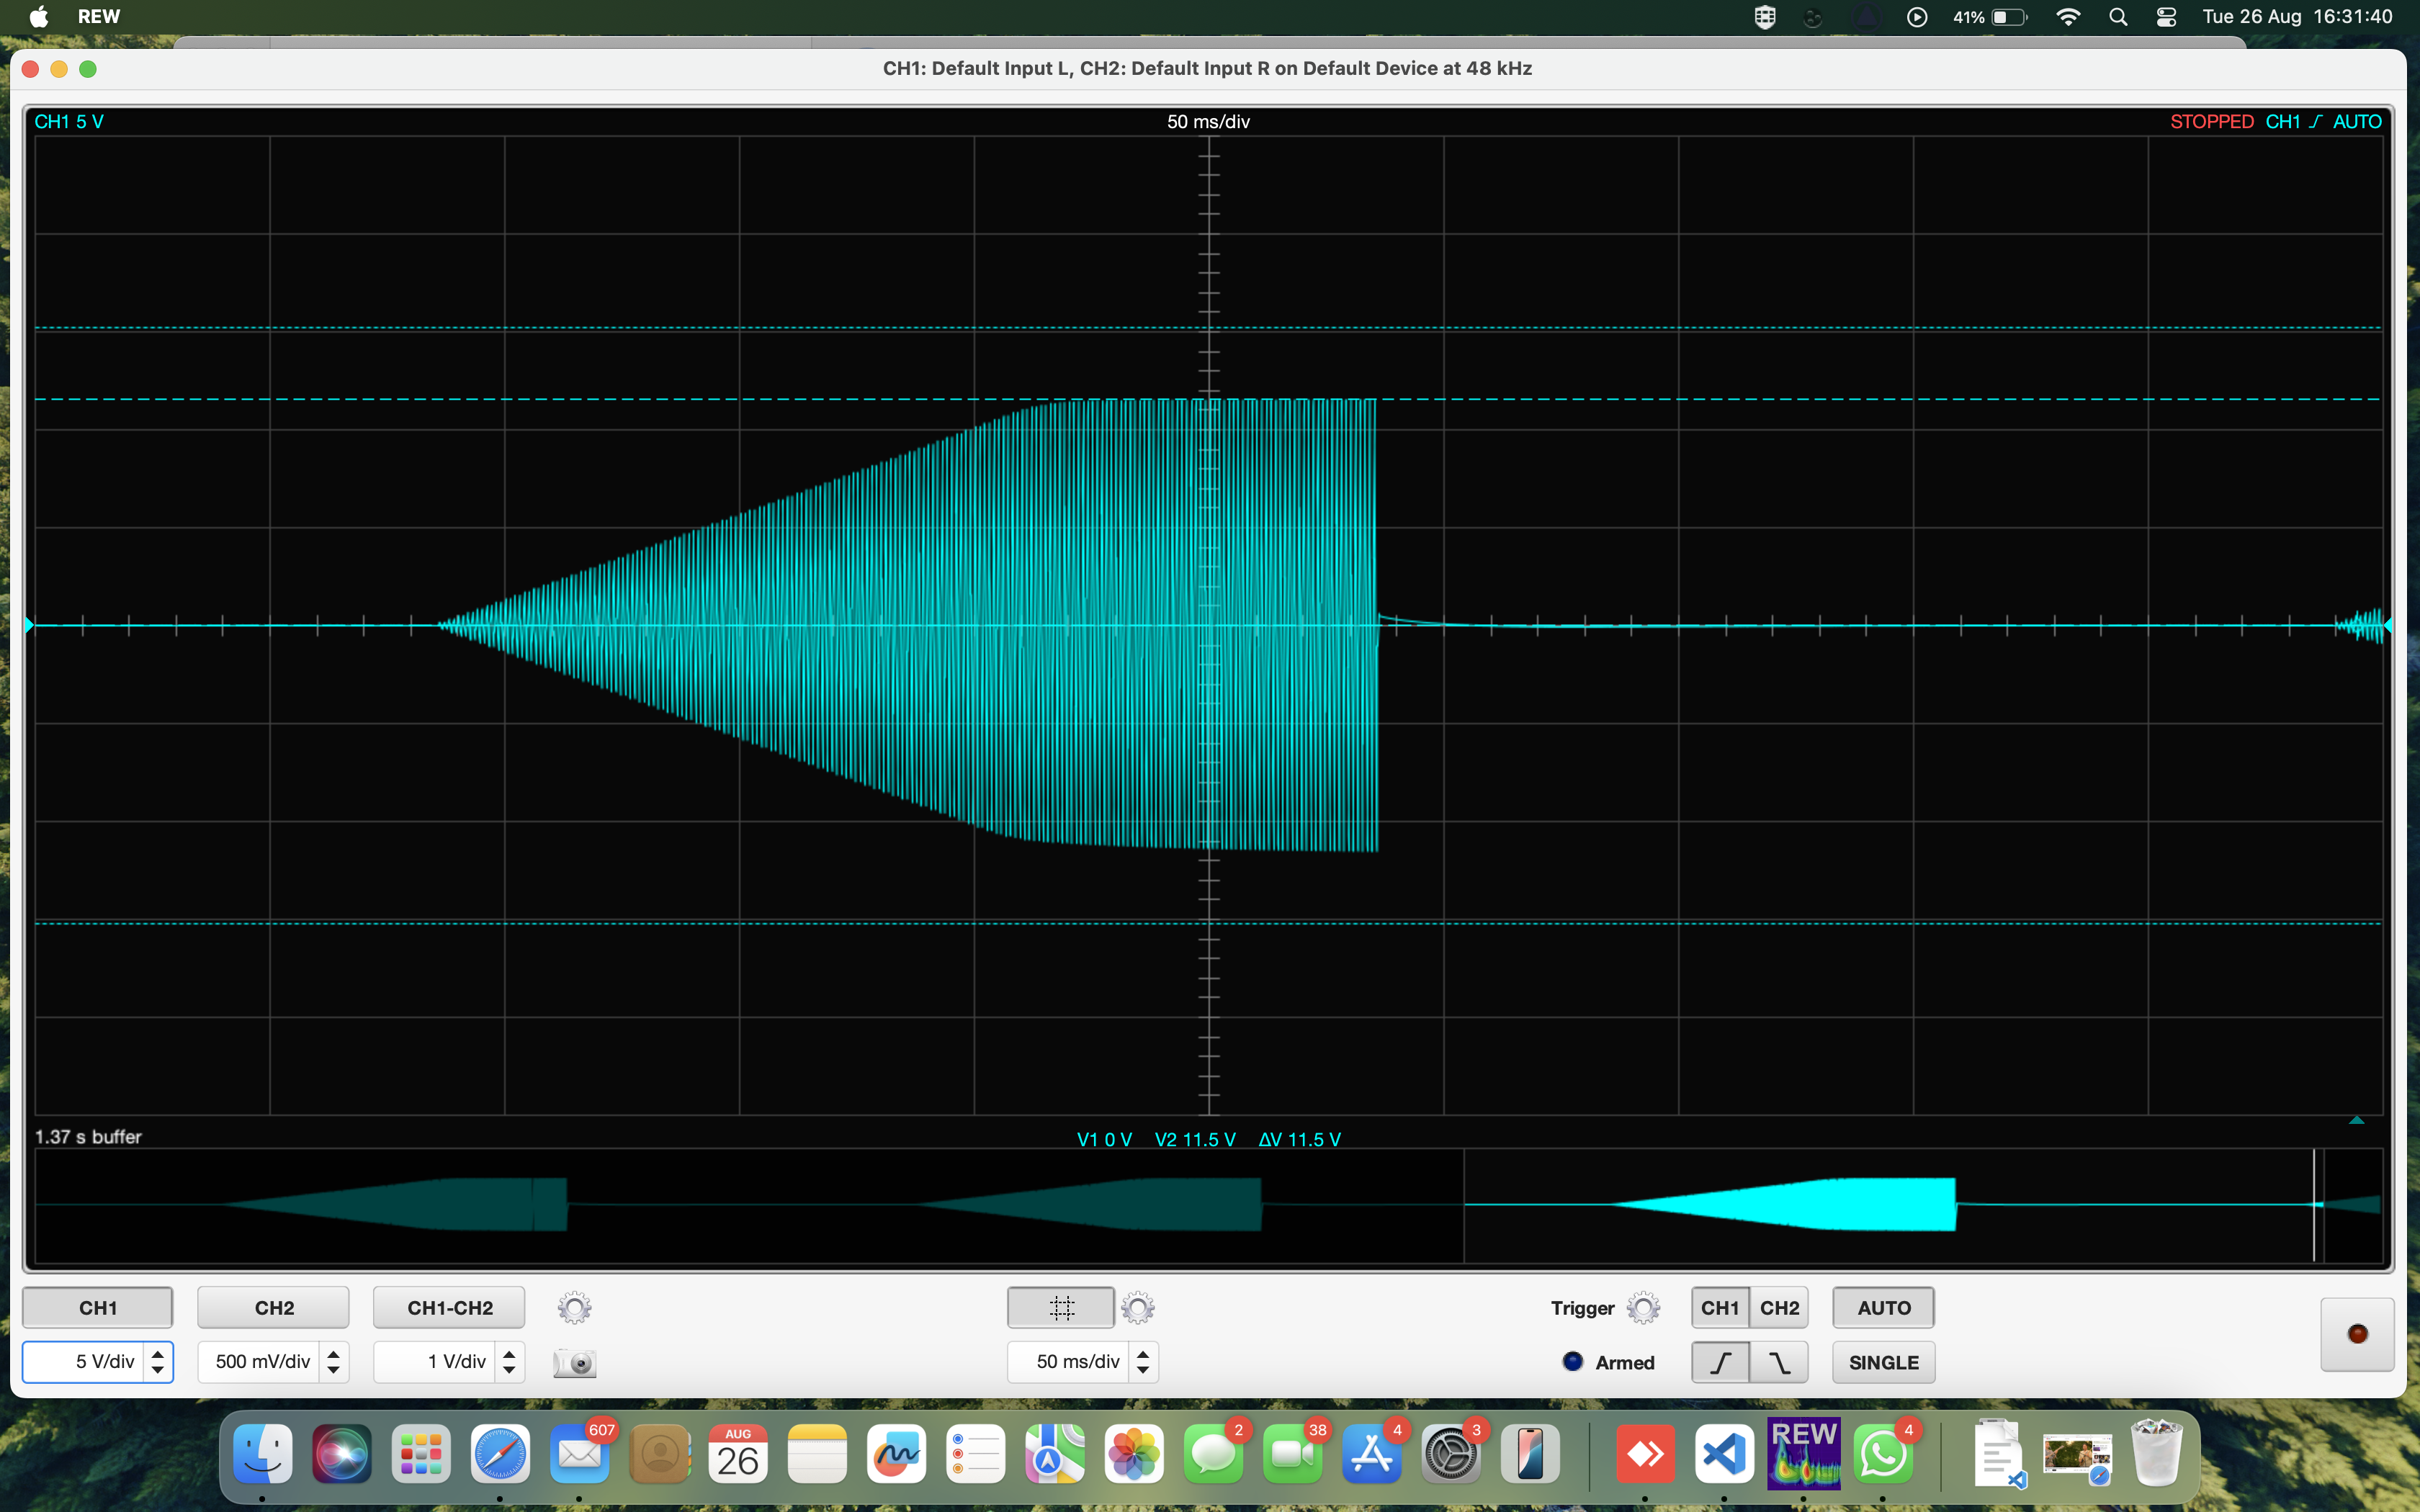 REW
41%
Tue 26 Aug 16:31:40
CH1: Default Input L, CH2: Default Input R on Default Device at 48 kHz
CH1 5 V
50 ms/div
STOPPED CH1 AUTO
1.37 s buffer
V1 0 V V2 11.5 V ΔV 11.5 V
CH1
CH2
CH1-CH2
Trigger
CH1
CH2
AUTO
5 V/div
500 mV/div
1 V/div
50 ms/div
Armed
SINGLE
607
AUG
26
2
38
4
3
REW
4